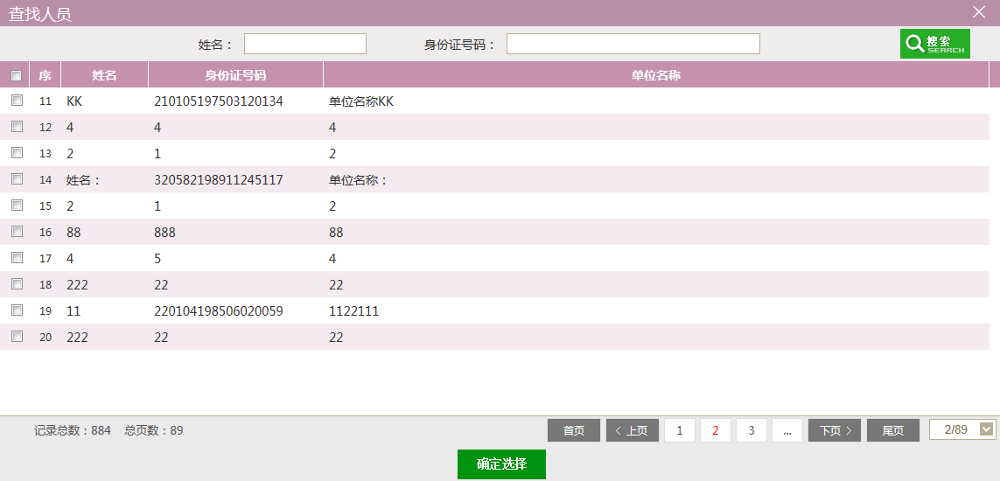 查找人员
姓名： 身份证号码： 搜索 SEARCH
序 姓名 身份证号码 单位名称
11 KK 210105197503120134 单位名称KK
12 4 4 4
13 2 1 2
14 姓名： 320582198911245117 单位名称：
15 2 1 2
16 88 888 88
17 4 5 4
18 222 22 22
19 11 220104198506020059 1122111
20 222 22 22
记录总数：884 总页数：89 首页 上页 1 2 3 ... 下页 尾页 2/89
确定选择